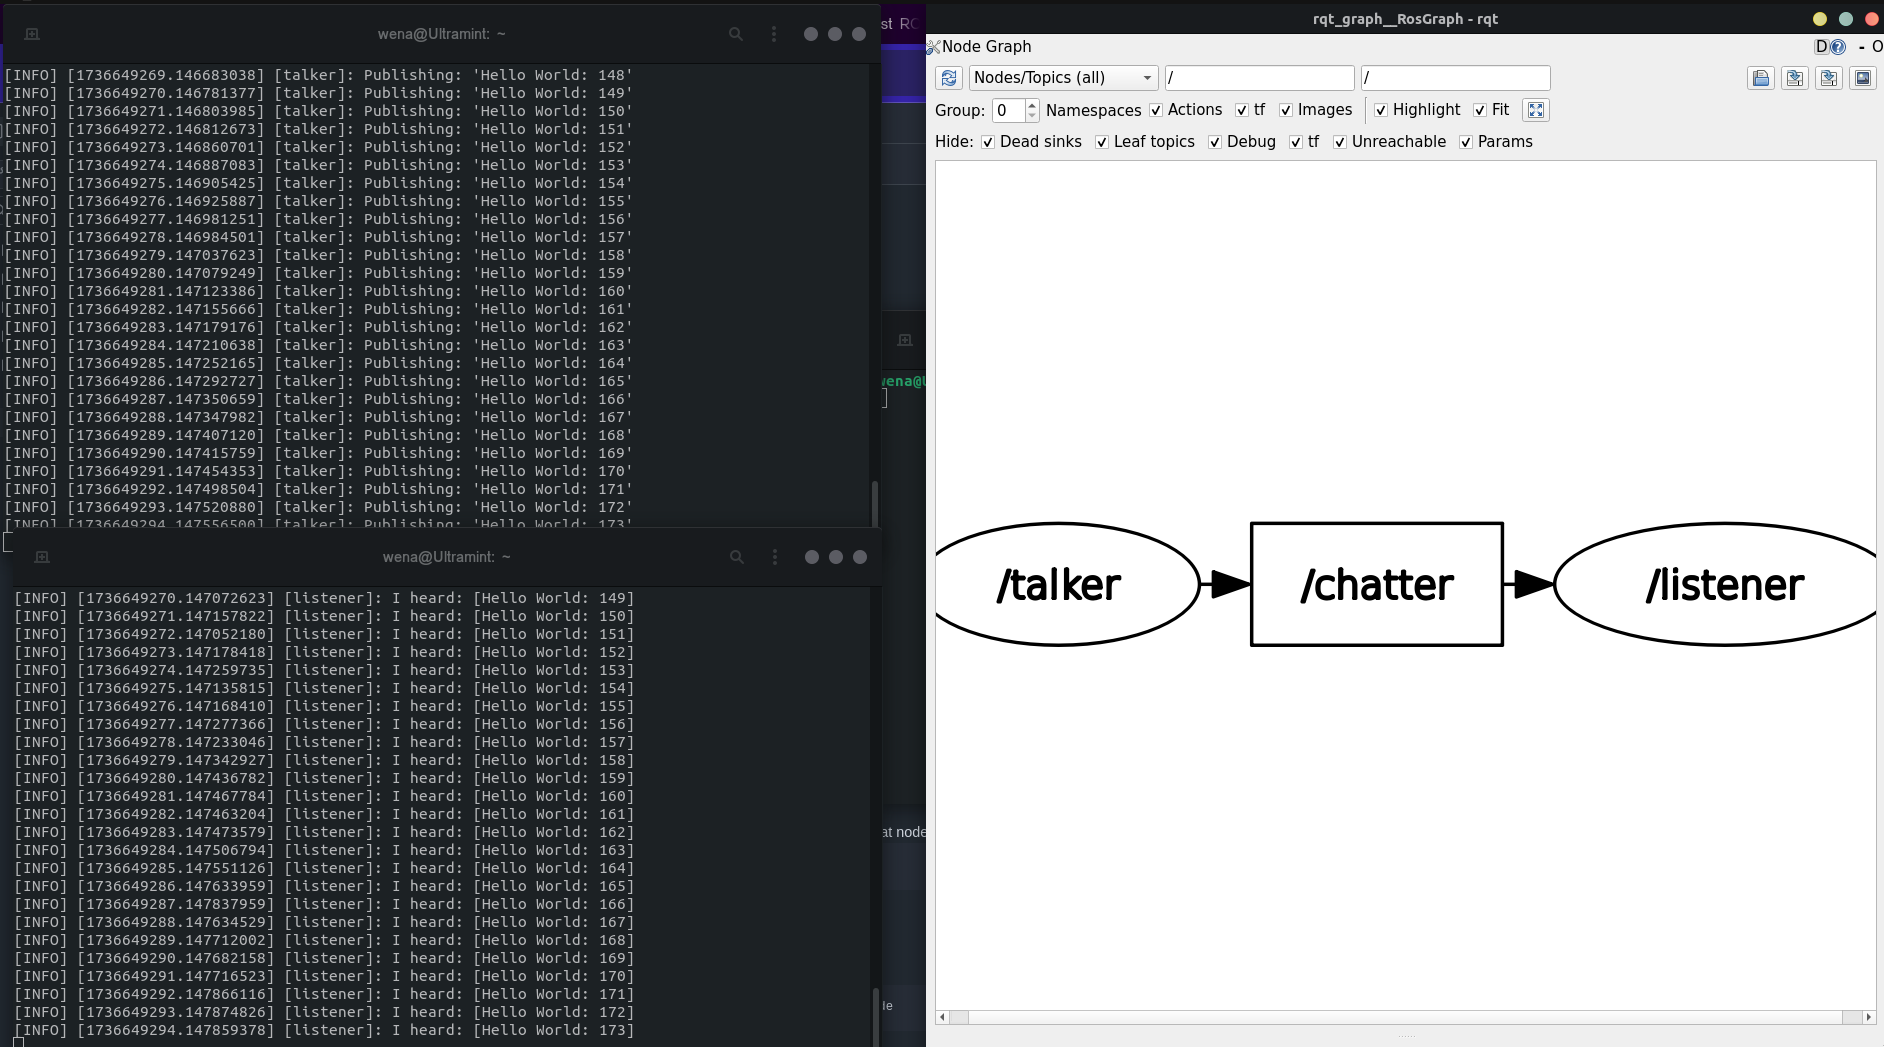 wena@Ultramint: ~
[INFO] [1736649269.146683038] [talker]: Publishing: 'Hello World: 148'
[INFO] [1736649270.146781377] [talker]: Publishing: 'Hello World: 149'
[INFO] [1736649271.146803985] [talker]: Publishing: 'Hello World: 150'
[INFO] [1736649272.146812673] [talker]: Publishing: 'Hello World: 151'
[INFO] [1736649273.146860701] [talker]: Publishing: 'Hello World: 152'
[INFO] [1736649274.146887083] [talker]: Publishing: 'Hello World: 153'
[INFO] [1736649275.146905425] [talker]: Publishing: 'Hello World: 154'
[INFO] [1736649276.146925887] [talker]: Publishing: 'Hello World: 155'
[INFO] [1736649277.146981251] [talker]: Publishing: 'Hello World: 156'
[INFO] [1736649278.146984501] [talker]: Publishing: 'Hello World: 157'
[INFO] [1736649279.147037623] [talker]: Publishing: 'Hello World: 158'
[INFO] [1736649280.147079249] [talker]: Publishing: 'Hello World: 159'
[INFO] [1736649281.147123386] [talker]: Publishing: 'Hello World: 160'
[INFO] [1736649282.147155666] [talker]: Publishing: 'Hello World: 161'
[INFO] [1736649283.147179176] [talker]: Publishing: 'Hello World: 162'
[INFO] [1736649284.147210638] [talker]: Publishing: 'Hello World: 163'
[INFO] [1736649285.147252165] [talker]: Publishing: 'Hello World: 164'
[INFO] [1736649286.147292727] [talker]: Publishing: 'Hello World: 165'
[INFO] [1736649287.147350659] [talker]: Publishing: 'Hello World: 166'
[INFO] [1736649288.147347982] [talker]: Publishing: 'Hello World: 167'
[INFO] [1736649289.147407120] [talker]: Publishing: 'Hello World: 168'
[INFO] [1736649290.147415759] [talker]: Publishing: 'Hello World: 169'
[INFO] [1736649291.147454353] [talker]: Publishing: 'Hello World: 170'
[INFO] [1736649292.147498504] [talker]: Publishing: 'Hello World: 171'
[INFO] [1736649293.147520880] [talker]: Publishing: 'Hello World: 172'
[INFO] [1736649294.147556500] [talker]: Publishing: 'Hello World: 173'
wena@Ultramint: ~
[INFO] [1736649270.147072623] [listener]: I heard: [Hello World: 149]
[INFO] [1736649271.147157822] [listener]: I heard: [Hello World: 150]
[INFO] [1736649272.147052180] [listener]: I heard: [Hello World: 151]
[INFO] [1736649273.147178418] [listener]: I heard: [Hello World: 152]
[INFO] [1736649274.147259735] [listener]: I heard: [Hello World: 153]
[INFO] [1736649275.147135815] [listener]: I heard: [Hello World: 154]
[INFO] [1736649276.147168410] [listener]: I heard: [Hello World: 155]
[INFO] [1736649277.147277366] [listener]: I heard: [Hello World: 156]
[INFO] [1736649278.147233046] [listener]: I heard: [Hello World: 157]
[INFO] [1736649279.147342927] [listener]: I heard: [Hello World: 158]
[INFO] [1736649280.147436782] [listener]: I heard: [Hello World: 159]
[INFO] [1736649281.147467784] [listener]: I heard: [Hello World: 160]
[INFO] [1736649282.147463204] [listener]: I heard: [Hello World: 161]
[INFO] [1736649283.147473579] [listener]: I heard: [Hello World: 162]
[INFO] [1736649284.147506794] [listener]: I heard: [Hello World: 163]
[INFO] [1736649285.147551126] [listener]: I heard: [Hello World: 164]
[INFO] [1736649286.147633959] [listener]: I heard: [Hello World: 165]
[INFO] [1736649287.147837959] [listener]: I heard: [Hello World: 166]
[INFO] [1736649288.147634529] [listener]: I heard: [Hello World: 167]
[INFO] [1736649289.147712002] [listener]: I heard: [Hello World: 168]
[INFO] [1736649290.147682158] [listener]: I heard: [Hello World: 169]
[INFO] [1736649291.147716523] [listener]: I heard: [Hello World: 170]
[INFO] [1736649292.147866116] [listener]: I heard: [Hello World: 171]
[INFO] [1736649293.147874826] [listener]: I heard: [Hello World: 172]
[INFO] [1736649294.147859378] [listener]: I heard: [Hello World: 173]
at node
rqt_graph__RosGraph - rqt
Node Graph D ? - O
Nodes/Topics (all) / /
Group: 0 Namespaces Actions tf Images Highlight Fit
Hide: Dead sinks Leaf topics Debug tf Unreachable Params
/talker /chatter /listener